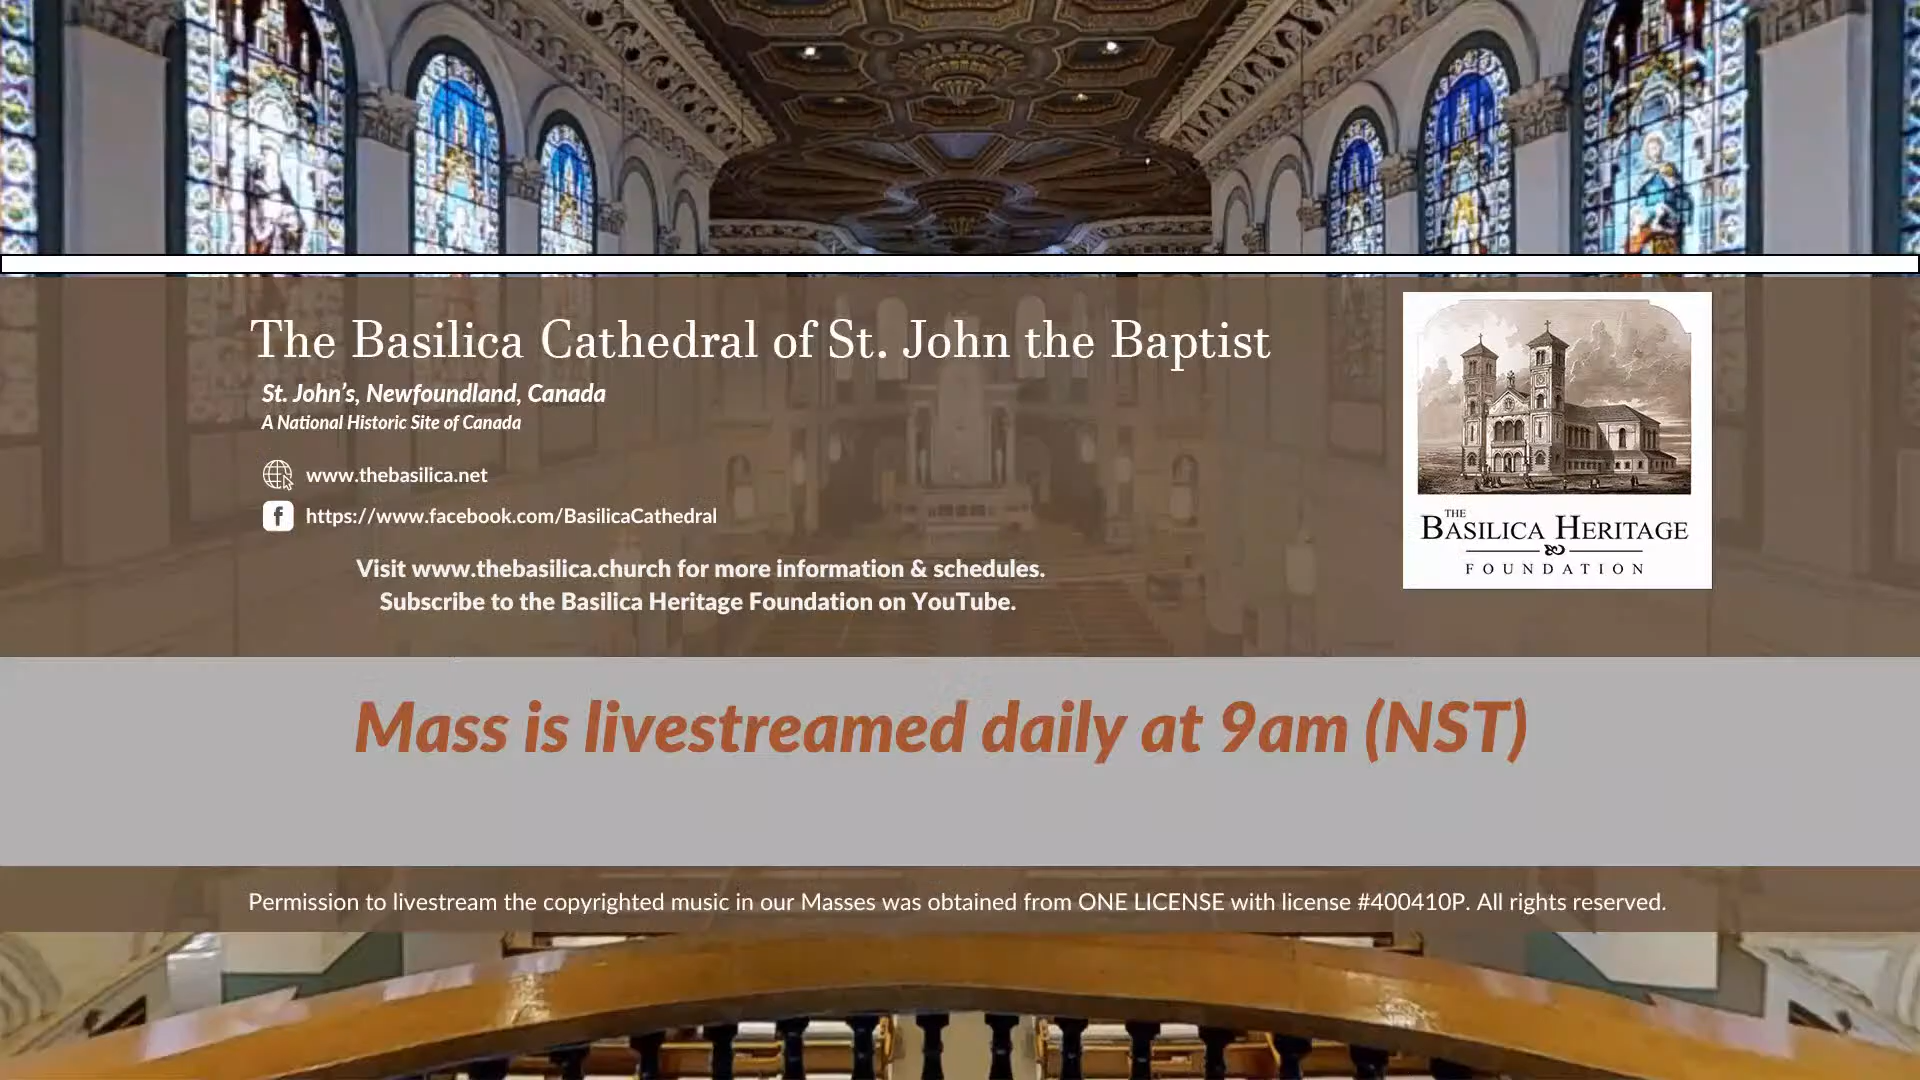 The Basilica Cathedral of St. John the Baptist
St. John’s, Newfoundland, Canada
A National Historic Site of Canada
www.thebasilica.net
https://www.facebook.com/BasilicaCathedral
Visit www.thebasilica.church for more information & schedules.
Subscribe to the Basilica Heritage Foundation on YouTube.
THE
BASILICA HERITAGE
FOUNDATION
Mass is livestreamed daily at 9am (NST)
Permission to livestream the copyrighted music in our Masses was obtained from ONE LICENSE with license #400410P. All rights reserved.